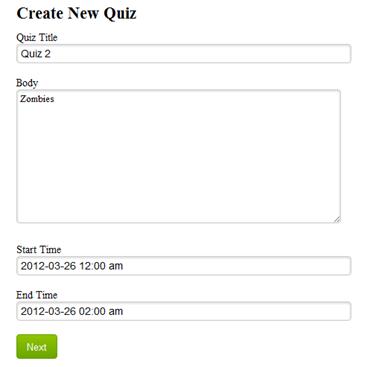 Create New Quiz
Quiz Title
Quiz 2
Body
Zombies
Start Time
2012-03-26 12:00 am
End Time
2012-03-26 02:00 am
Next